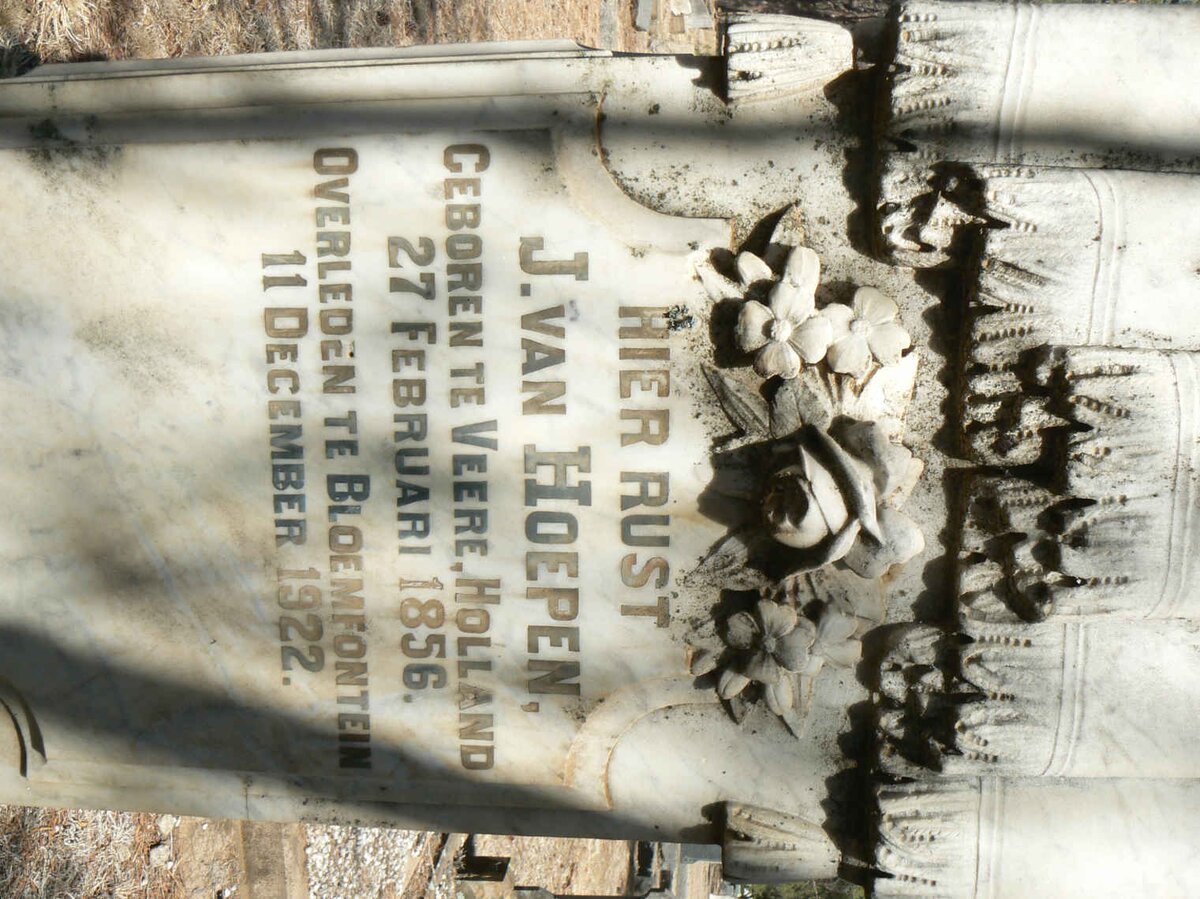 HIER RUST
J. VAN HOEPEN,
GEBOREN TE VEERE, HOLLAND
27 FEBRUARI 1856.
OVERLEDEN TE BLOEMFONTEIN
11 DECEMBER 1922.